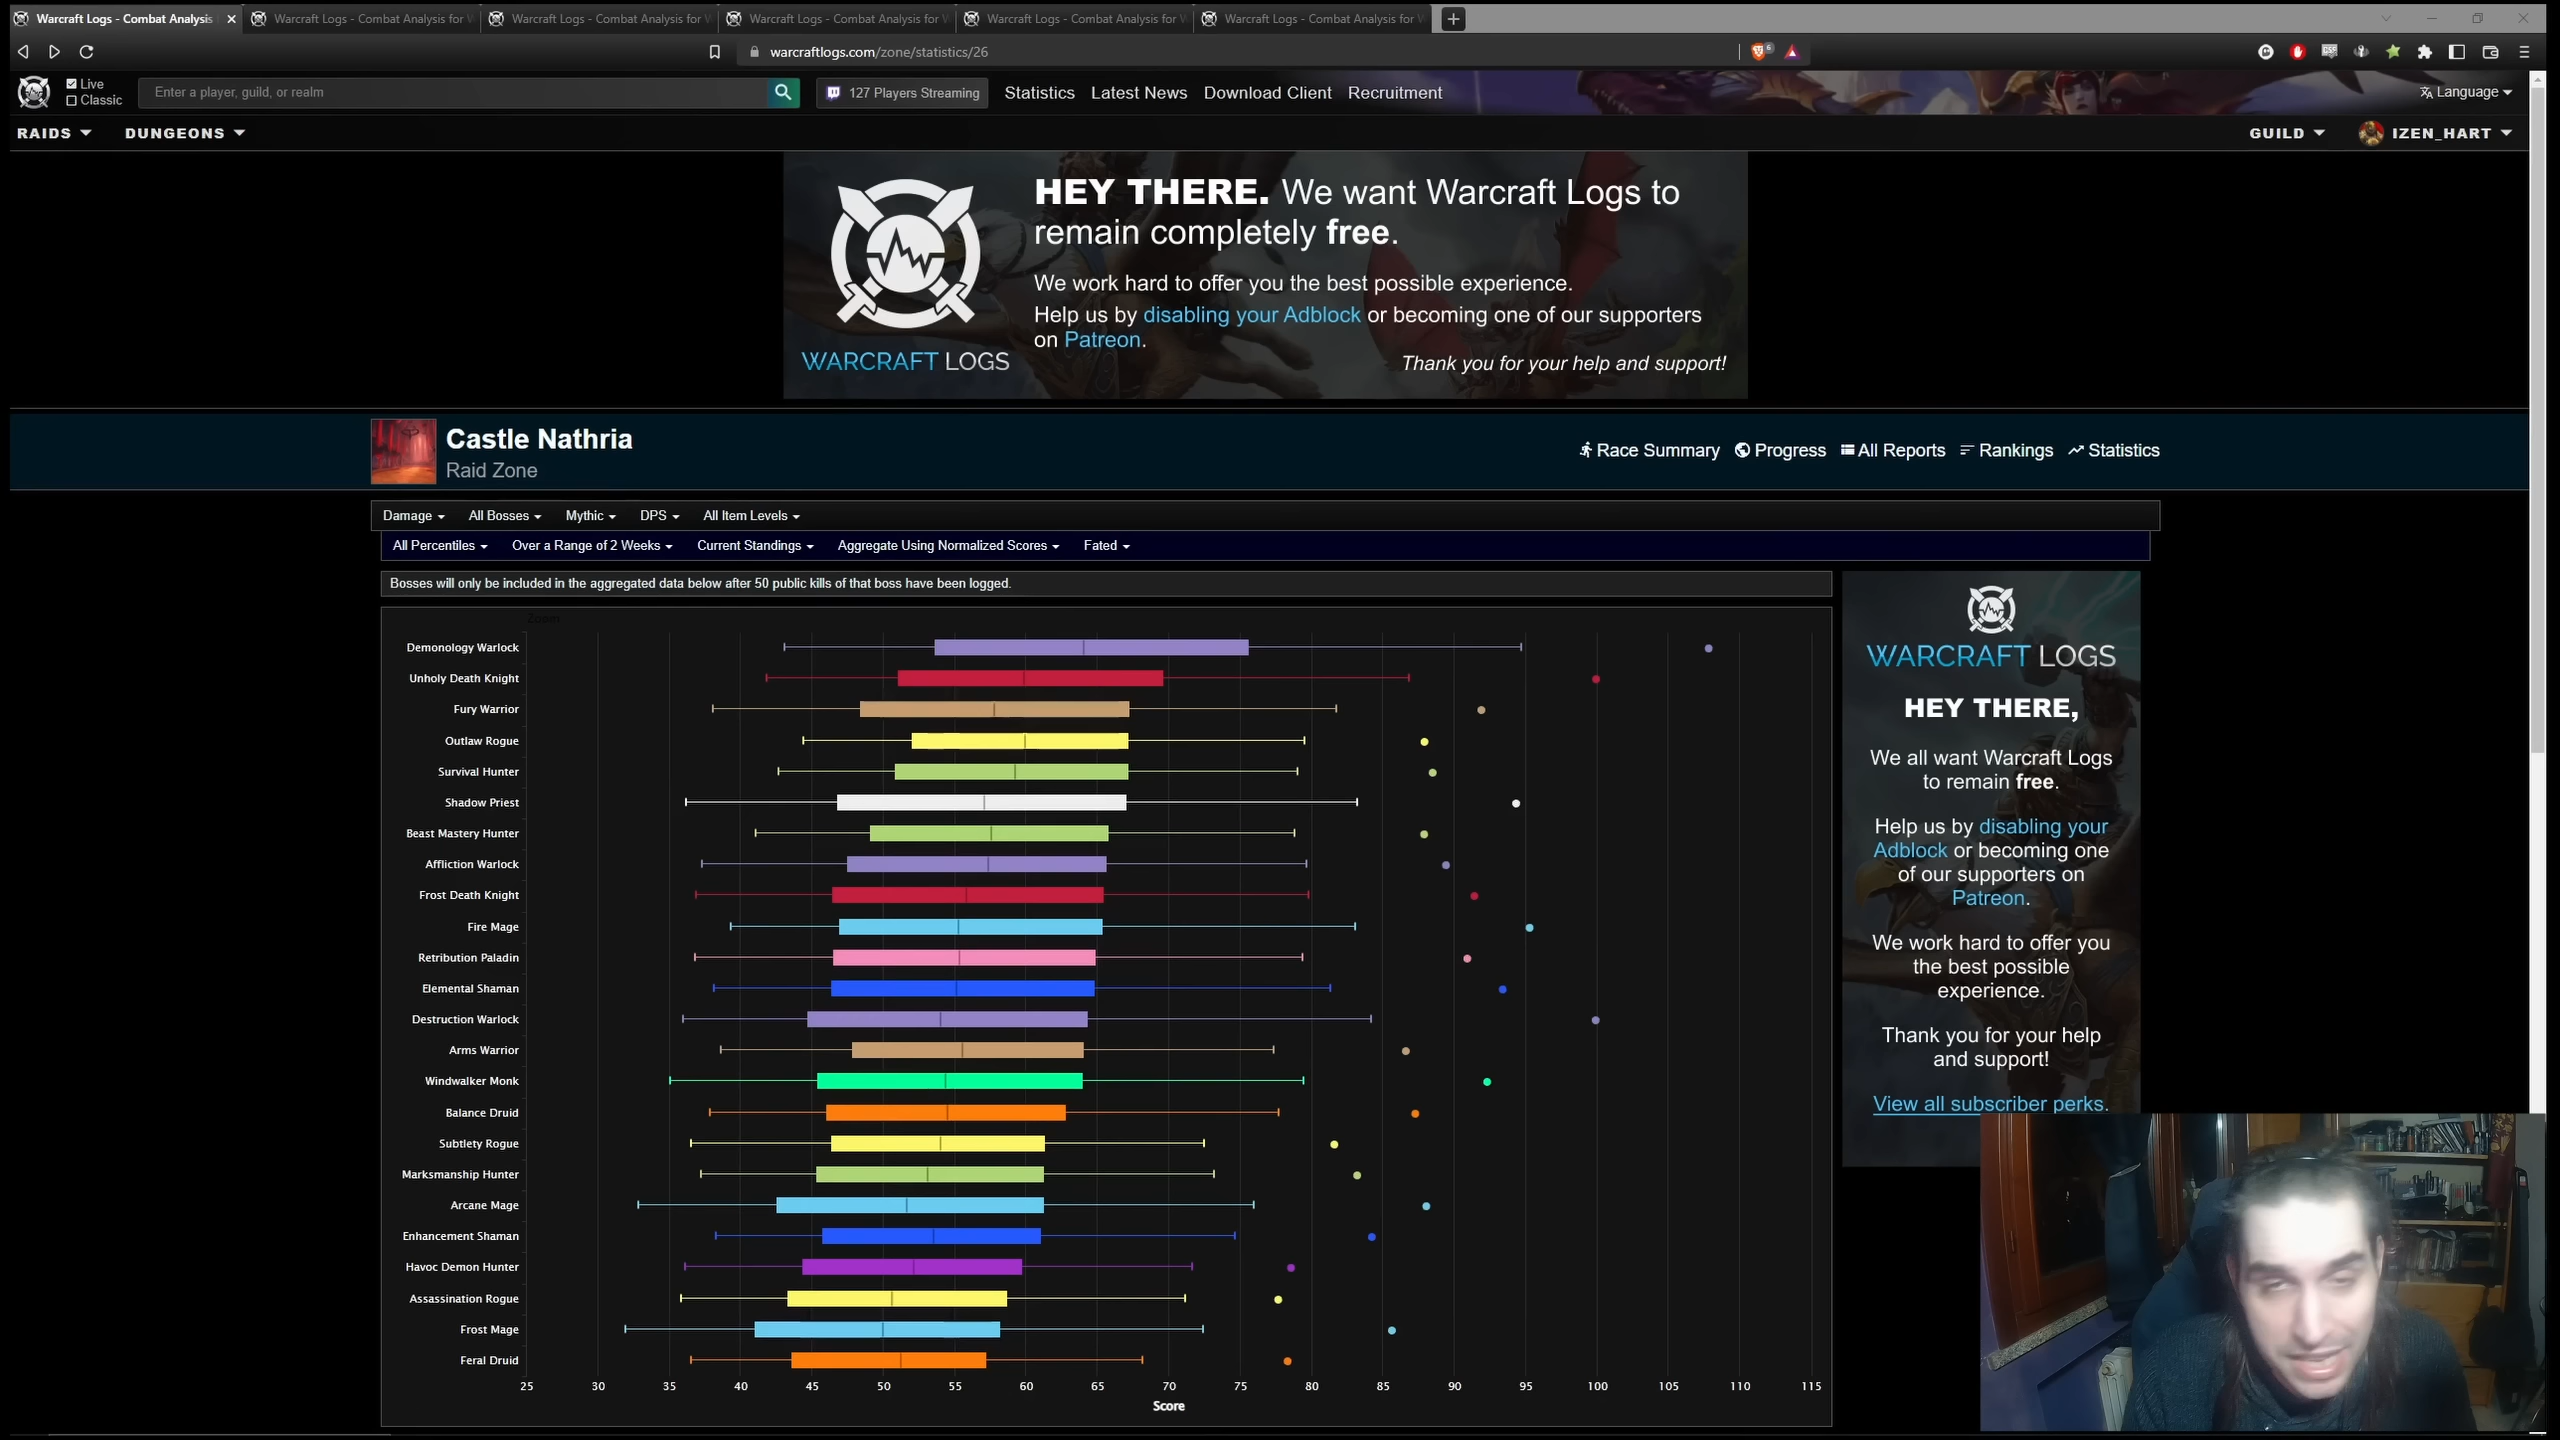 Warcraft Logs - Combat Analysis
Warcraft Logs - Combat Analysis for
Warcraft Logs - Combat Analysis for
Warcraft Logs - Combat Analysis for
Warcraft Logs - Combat Analysis for
Warcraft Logs - Combat Analysis for
warcraftlogs.com/zone/statistics/26
Live
Classic
Enter a player, guild, or realm
127 Players Streaming
Statistics
Latest News
Download Client
Recruitment
Language
RAIDS
DUNGEONS
GUILD
IZEN_HART
HEY THERE. We want Warcraft Logs to
remain completely free.
We work hard to offer you the best possible experience.
Help us by disabling your Adblock or becoming one of our supporters
on Patreon.
Thank you for your help and support!
WARCRAFT LOGS
Castle Nathria
Raid Zone
Race Summary
Progress
All Reports
Rankings
Statistics
Damage
All Bosses
Mythic
DPS
All Item Levels
All Percentiles
Over a Range of 2 Weeks
Current Standings
Aggregate Using Normalized Scores
Fated
Bosses will only be included in the aggregated data below after 50 public kills of that boss have been logged.
Demonology Warlock
Unholy Death Knight
Fury Warrior
Outlaw Rogue
Survival Hunter
Shadow Priest
Beast Mastery Hunter
Affliction Warlock
Frost Death Knight
Fire Mage
Retribution Paladin
Elemental Shaman
Destruction Warlock
Arms Warrior
Windwalker Monk
Balance Druid
Subtlety Rogue
Marksmanship Hunter
Arcane Mage
Enhancement Shaman
Havoc Demon Hunter
Assassination Rogue
Frost Mage
Feral Druid
25 30 35 40 45 50 55 60 65 70 75 80 85 90 95 100 105 110 115
Score
WARCRAFT LOGS
HEY THERE,
We all want Warcraft Logs
to remain free.
Help us by disabling your
Adblock or becoming one
of our supporters on
Patreon.
We work hard to offer you
the best possible
experience.
Thank you for your help
and support!
View all subscriber perks.